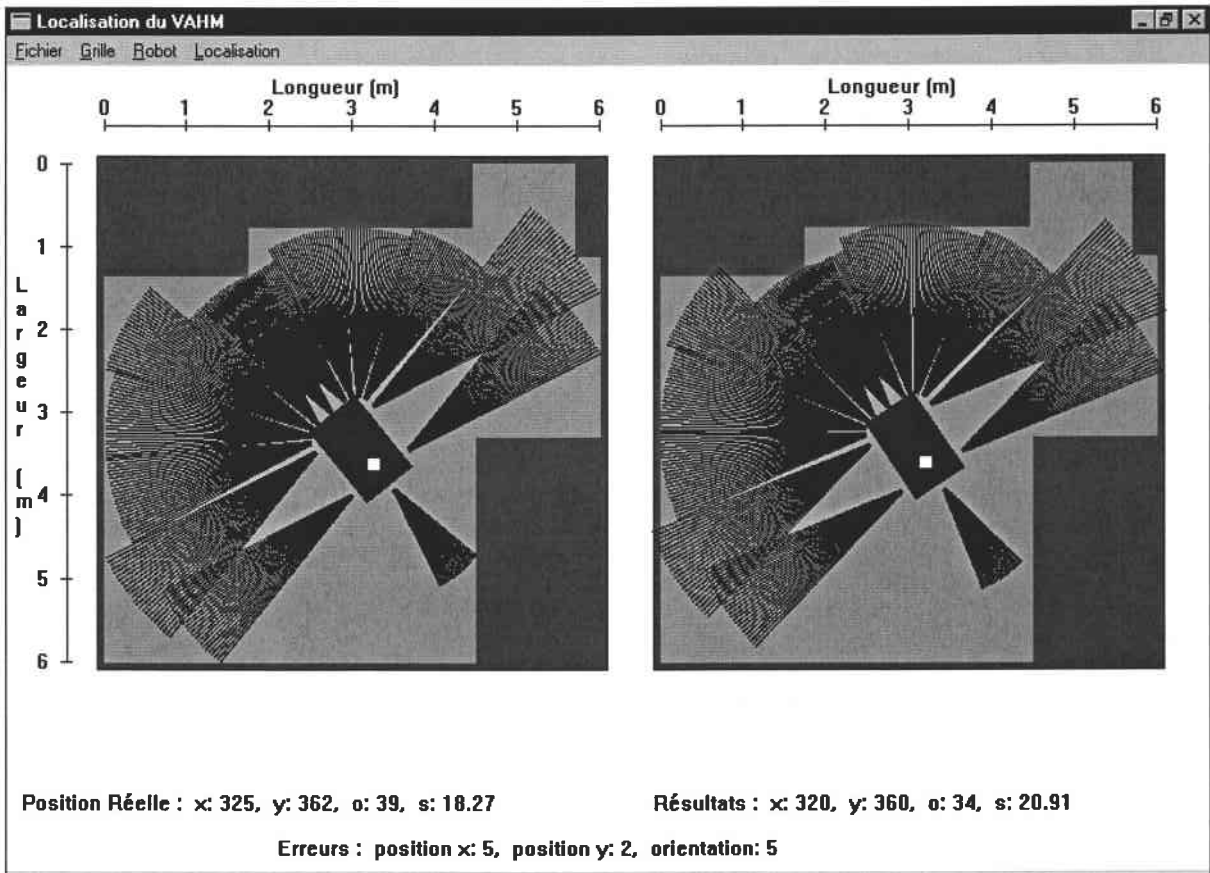 Localisation du VAHM
Fichier Grille Robot Localisation
Longueur (m)
0 1 2 3 4 5 6
Longueur (m)
0 1 2 3 4 5 6
0
1
2
3
4
5
6
Largeur (m)
Position Réelle : x: 325, y: 362, o: 39, s: 18.27
Résultats : x: 320, y: 360, o: 34, s: 20.91
Erreurs : position x: 5, position y: 2, orientation: 5